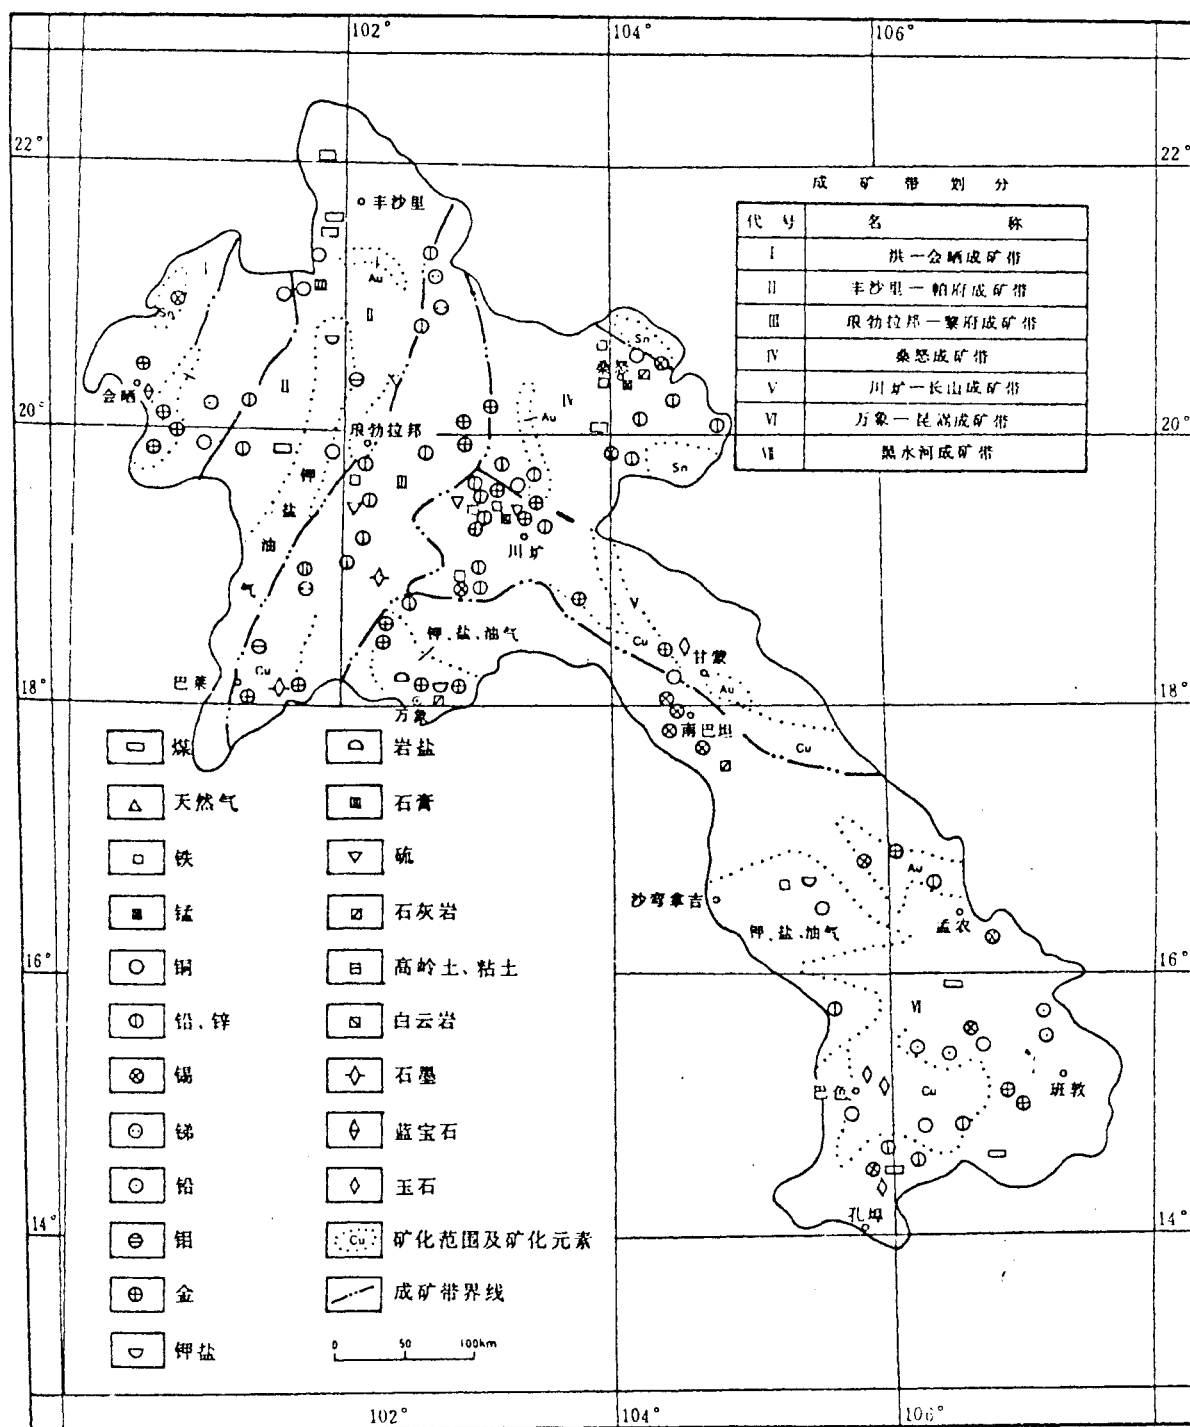 102° 104° 106°
22° 22°
成 矿 带 划 分
代 号 名 称
I 洪一会晒成矿带
II 丰沙里一帕府成矿带
III 琅勃拉邦一黎府成矿带
IV 桑怒成矿带
V 川圹一长山成矿带
VI 万象一昆嵩成矿带
VII 黑水河成矿带
丰沙里
I
Au
II
Sn
Sn
桑怒
会晒
II
IV
Au
20° 20°
琅勃拉邦
Sn
钾
盐
油
气
川圹
V
钾、盐、油气
Cu
甘蒙
巴莱
Cu
Au
18° 18°
万象
南巴坦
Cu
煤 岩盐
天然气 石膏
铁 硫
Au
锰 石灰岩
沙弯拿吉
孟农
钾、盐、油气
16° 16°
铜 高岭土、粘土
VI
铅、锌 白云岩
锡 石墨
巴色
Cu
班敦
锑 蓝宝石
铅 玉石
孔埠
14° 14°
钼 Cu 矿化范围及矿化元素
金 成矿带界线
钾盐 0 50 100km
102° 104° 106°